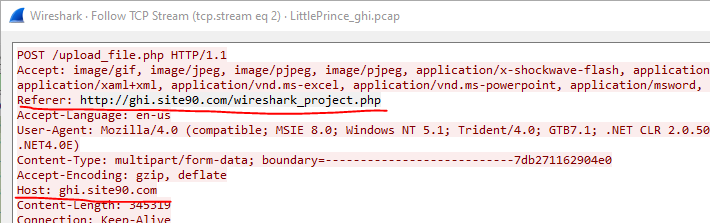 Wireshark · Follow TCP Stream (tcp.stream eq 2) · LittlePrince_ghi.pcap
POST /upload_file.php HTTP/1.1
Accept: image/gif, image/jpeg, image/pjpeg, image/pjpeg, application/x-shockwave-flash, application
application/xaml+xml, application/vnd.ms-excel, application/vnd.ms-powerpoint, application/msword,
Referer: http://ghi.site90.com/wireshark_project.php
Accept-Language: en-us
User-Agent: Mozilla/4.0 (compatible; MSIE 8.0; Windows NT 5.1; Trident/4.0; GTB7.1; .NET CLR 2.0.50
.NET4.0E)
Content-Type: multipart/form-data; boundary=---------------------------7db271162904e0
Accept-Encoding: gzip, deflate
Host: ghi.site90.com
Content-Length: 345319
Connection: Keep-Alive